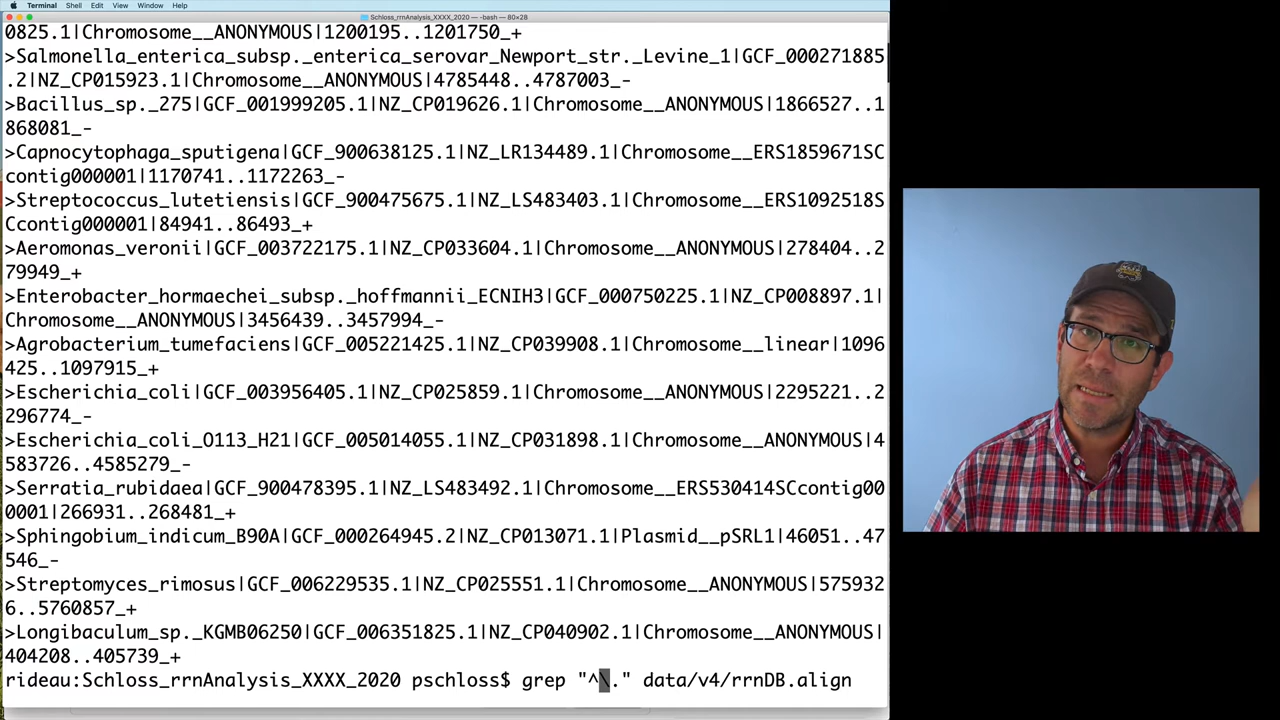 Terminal Shell Edit View Window Help
Schloss_rrnAnalysis_XXXX_2020 — -bash — 80×28
0825.1|Chromosome__ANONYMOUS|1200195..1201750_+
>Salmonella_enterica_subsp._enterica_serovar_Newport_str._Levine_1|GCF_000271885
.2|NZ_CP015923.1|Chromosome__ANONYMOUS|4785448..4787003_-
>Bacillus_sp._275|GCF_001999205.1|NZ_CP019626.1|Chromosome__ANONYMOUS|1866527..1
868081_-
>Capnocytophaga_sputigena|GCF_900638125.1|NZ_LR134489.1|Chromosome__ERS1859671SC
contig000001|1170741..1172263_-
>Streptococcus_lutetiensis|GCF_900475675.1|NZ_LS483403.1|Chromosome__ERS1092518S
Ccontig000001|84941..86493_+
>Aeromonas_veronii|GCF_003722175.1|NZ_CP033604.1|Chromosome__ANONYMOUS|278404..2
79949_+
>Enterobacter_hormaechei_subsp._hoffmannii_ECNIH3|GCF_000750225.1|NZ_CP008897.1|
Chromosome__ANONYMOUS|3456439..3457994_-
>Agrobacterium_tumefaciens|GCF_005221425.1|NZ_CP039908.1|Chromosome__linear|1096
425..1097915_+
>Escherichia_coli|GCF_003956405.1|NZ_CP025859.1|Chromosome__ANONYMOUS|2295221..2
296774_-
>Escherichia_coli_O113_H21|GCF_005014055.1|NZ_CP031898.1|Chromosome__ANONYMOUS|4
583726..4585279_-
>Serratia_rubidaea|GCF_900478395.1|NZ_LS483492.1|Chromosome__ERS530414SCcontig00
0001|266931..268481_+
>Sphingobium_indicum_B90A|GCF_000264945.2|NZ_CP013071.1|Plasmid__pSRL1|46051..47
546_-
>Streptomyces_rimosus|GCF_006229535.1|NZ_CP025551.1|Chromosome__ANONYMOUS|575932
6..5760857_+
>Longibaculum_sp._KGMB06250|GCF_006351825.1|NZ_CP040902.1|Chromosome__ANONYMOUS|
404208..405739_+
rideau:Schloss_rrnAnalysis_XXXX_2020 pschloss$ grep "^\." data/v4/rrnDB.align